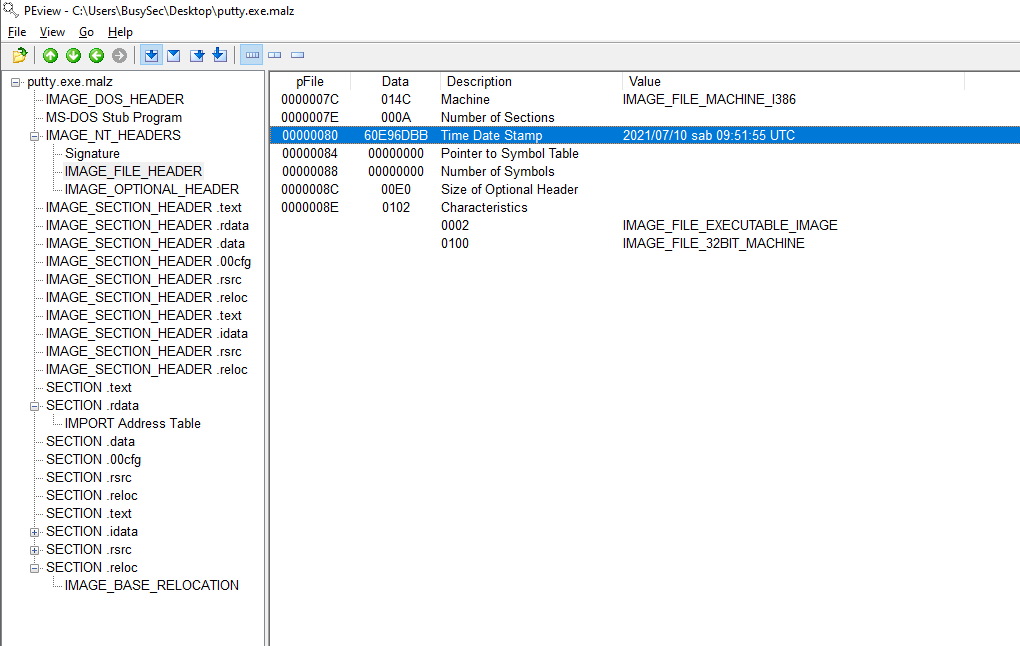 PEview - C:\Users\BusySec\Desktop\putty.exe.malz
File View Go Help
putty.exe.malz
IMAGE_DOS_HEADER
MS-DOS Stub Program
IMAGE_NT_HEADERS
Signature
IMAGE_FILE_HEADER
IMAGE_OPTIONAL_HEADER
IMAGE_SECTION_HEADER .text
IMAGE_SECTION_HEADER .rdata
IMAGE_SECTION_HEADER .data
IMAGE_SECTION_HEADER .00cfg
IMAGE_SECTION_HEADER .rsrc
IMAGE_SECTION_HEADER .reloc
IMAGE_SECTION_HEADER .text
IMAGE_SECTION_HEADER .idata
IMAGE_SECTION_HEADER .rsrc
IMAGE_SECTION_HEADER .reloc
SECTION .text
SECTION .rdata
IMPORT Address Table
SECTION .data
SECTION .00cfg
SECTION .rsrc
SECTION .reloc
SECTION .text
SECTION .idata
SECTION .rsrc
SECTION .reloc
IMAGE_BASE_RELOCATION
pFile Data Description Value
0000007C 014C Machine IMAGE_FILE_MACHINE_I386
0000007E 000A Number of Sections
00000080 60E96DBB Time Date Stamp 2021/07/10 sab 09:51:55 UTC
00000084 00000000 Pointer to Symbol Table
00000088 00000000 Number of Symbols
0000008C 00E0 Size of Optional Header
0000008E 0102 Characteristics
0002 IMAGE_FILE_EXECUTABLE_IMAGE
0100 IMAGE_FILE_32BIT_MACHINE